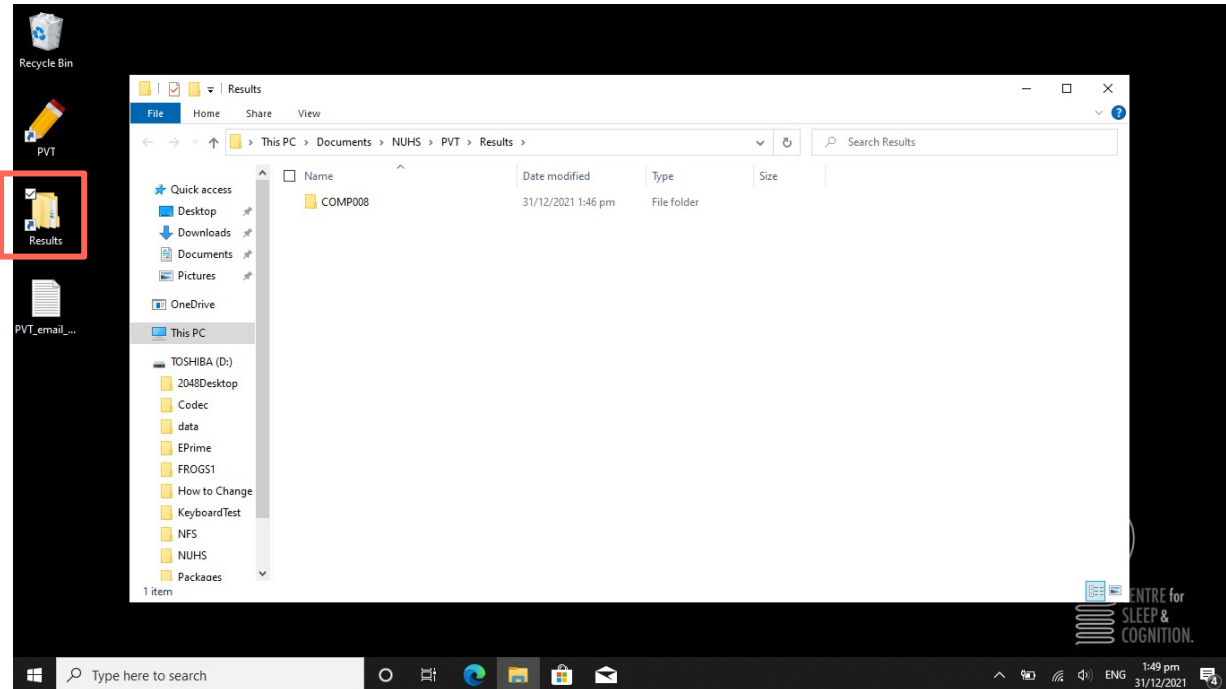 Recycle Bin
PVT
Results
PVT_email_...
Results
File Home Share View
This PC > Documents > NUHS > PVT > Results >
Search Results
Name Date modified Type Size
COMP008 31/12/2021 1:46 pm File folder
Quick access
Desktop
Downloads
Documents
Pictures
OneDrive
This PC
TOSHIBA (D:)
2048Desktop
Codec
data
EPrime
FROGS1
How to Change
KeyboardTest
NFS
NUHS
Packages
1 item
ENTRE for
SLEEP &
COGNITION.
Type here to search
ENG
1:49 pm
31/12/2021
4